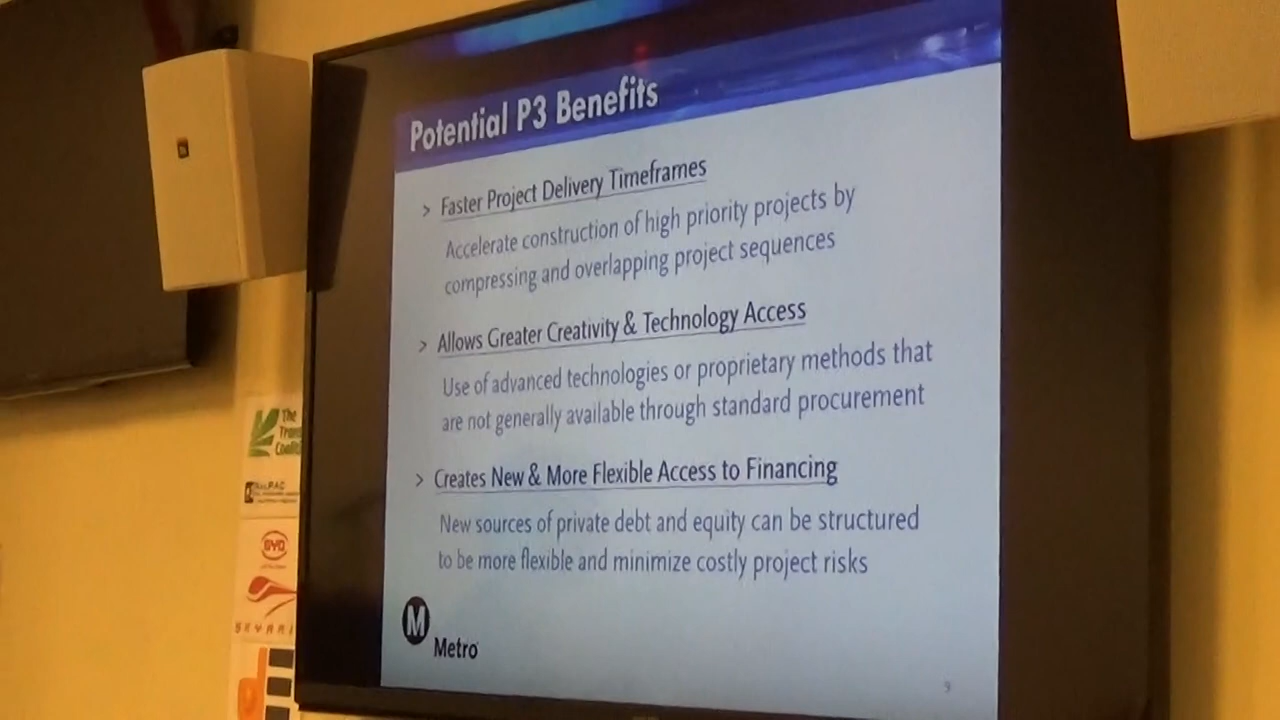 Potential P3 Benefits
> Faster Project Delivery Timeframes
Accelerate construction of high priority projects by
compressing and overlapping project sequences
> Allows Greater Creativity & Technology Access
Use of advanced technologies or proprietary methods that
are not generally available through standard procurement
> Creates New & More Flexible Access to Financing
New sources of private debt and equity can be structured
to be more flexible and minimize costly project risks
M
Metro
9
The
BYD